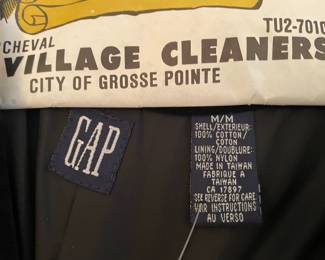 TU2-7010
CHEVAL
VILLAGE CLEANERS
CITY OF GROSSE POINTE
GAP
M/M
SHELL/EXTERIEUR:
100% COTTON/
COTON
LINING/DOUBLURE:
100% NYLON
MADE IN TAIWAN
FABRIQUE A
TAIWAN
CA 17897
SEE REVERSE FOR CARE
VOIR INSTRUCTIONS
AU VERSO